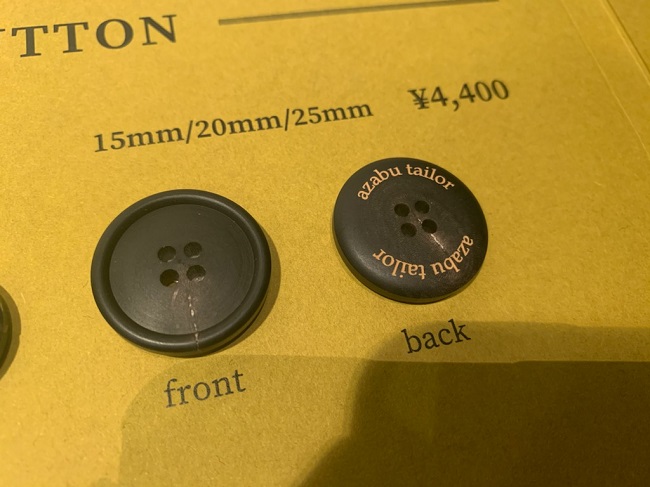 TTON
15mm/20mm/25mm ¥4,400
azabu tailor
azabu tailor
front
back